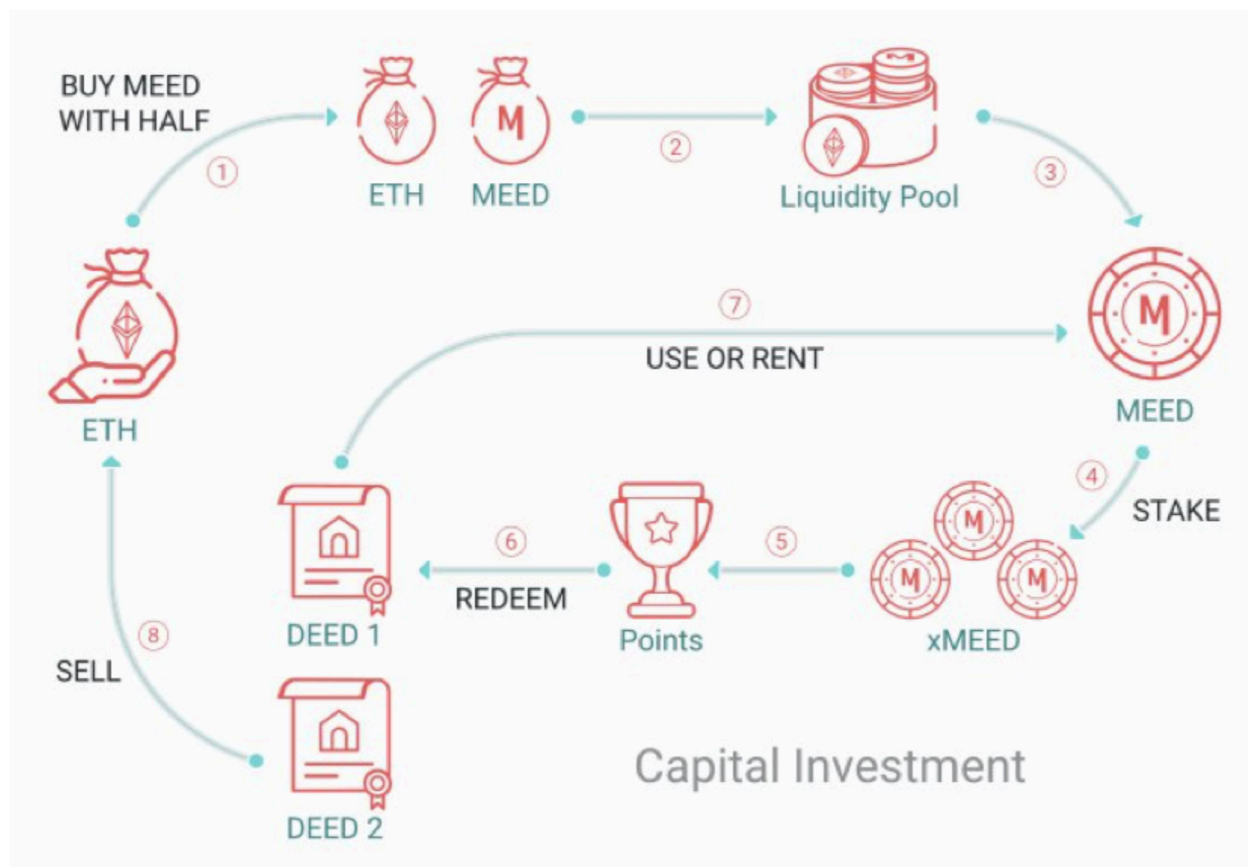 BUY MEED
WITH HALF
①
ETH
M
MEED
②
Liquidity Pool
③
ETH
⑦
USE OR RENT
M
MEED
④
STAKE
M
M
M
xMEED
⑤
Points
⑥
REDEEM
DEED 1
⑧
SELL
DEED 2
Capital Investment